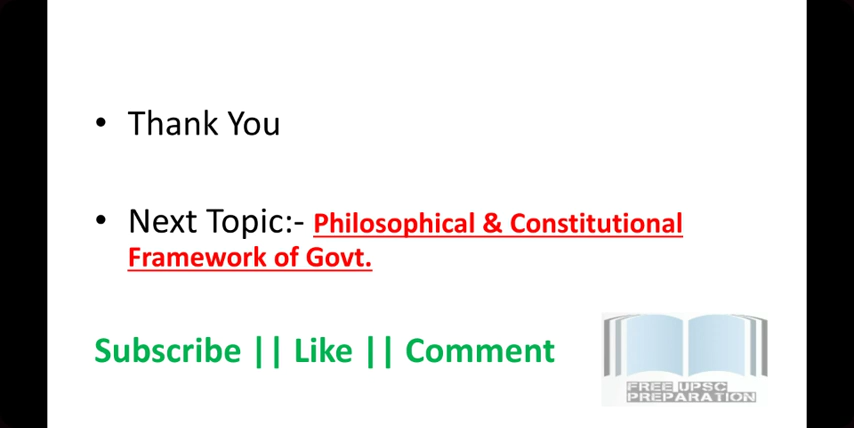 • Thank You
• Next Topic:- Philosophical & Constitutional
Framework of Govt.
Subscribe || Like || Comment
FREE UPSC
PREPARATION